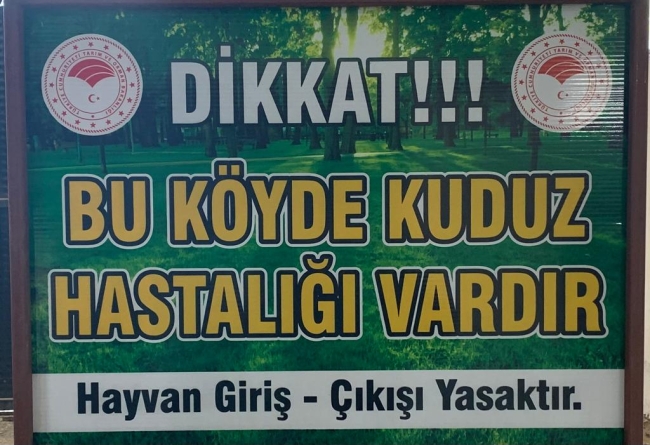 DİKKAT!!!
BU KÖYDE KUDUZ
HASTALIĞI VARDIR
Hayvan Giriş - Çıkışı Yasaktır.